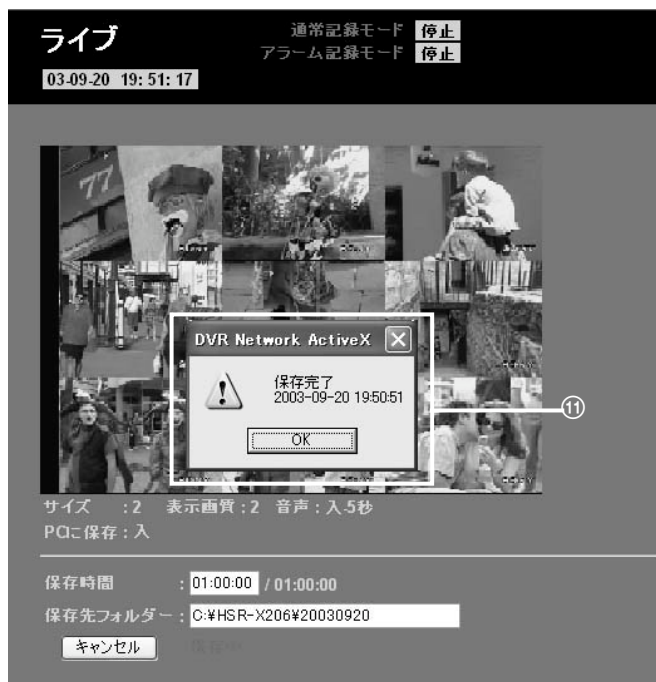 ライブ
通常記録モード 停止
アラーム記録モード 停止
03-09-20 19:51:17
77
DVR Network ActiveX
保存完了
2003-09-20 19:50:51
OK
⑪
サイズ :2 表示画質:2 音声:入-5秒
PCに保存:入
保存時間 : 01:00:00 / 01:00:00
保存先フォルダー : C:¥HSR-X206¥20030920
キャンセル